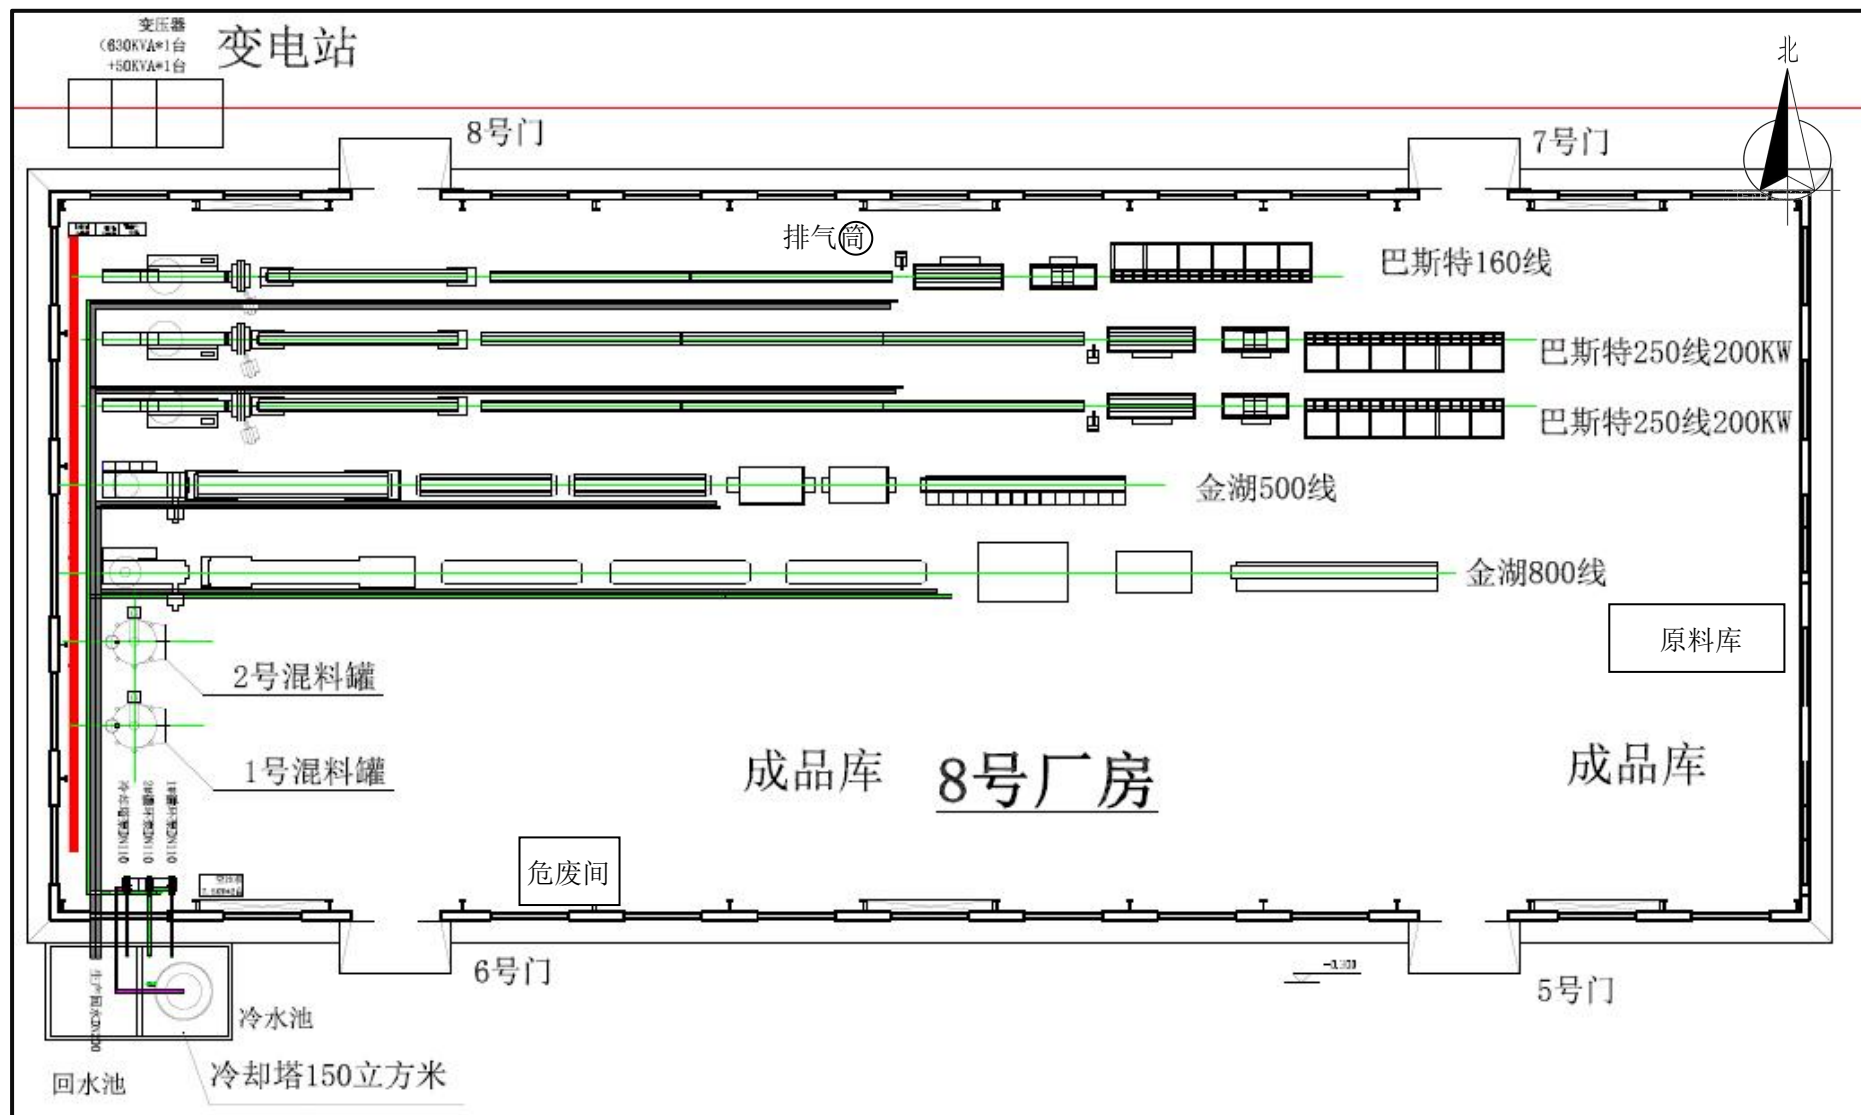 变压器
(630KVA*1台
+50KVA*1台
变电站
北
8号门
7号门
排气筒
巴斯特160线
巴斯特250线200KW
巴斯特250线200KW
金湖500线
金湖800线
原料库
2号混料罐
1号混料罐
成品库
8号厂房
成品库
危废间
6号门
5号门
冷水池
回水池
冷却塔150立方米